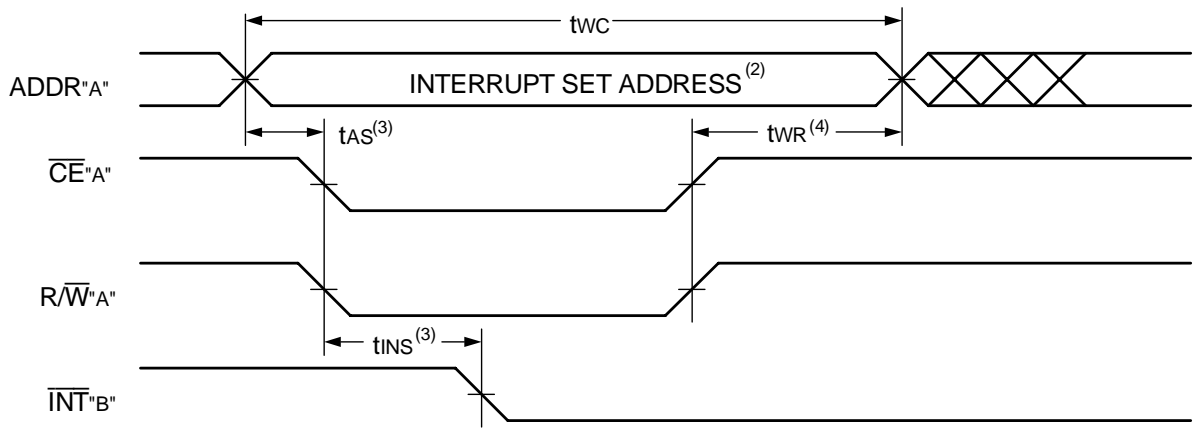 tWC
ADDR"A"
INTERRUPT SET ADDRESS(2)
tAS(3)
tWR(4)
CE"A"
R/W"A"
tINS(3)
INT"B"